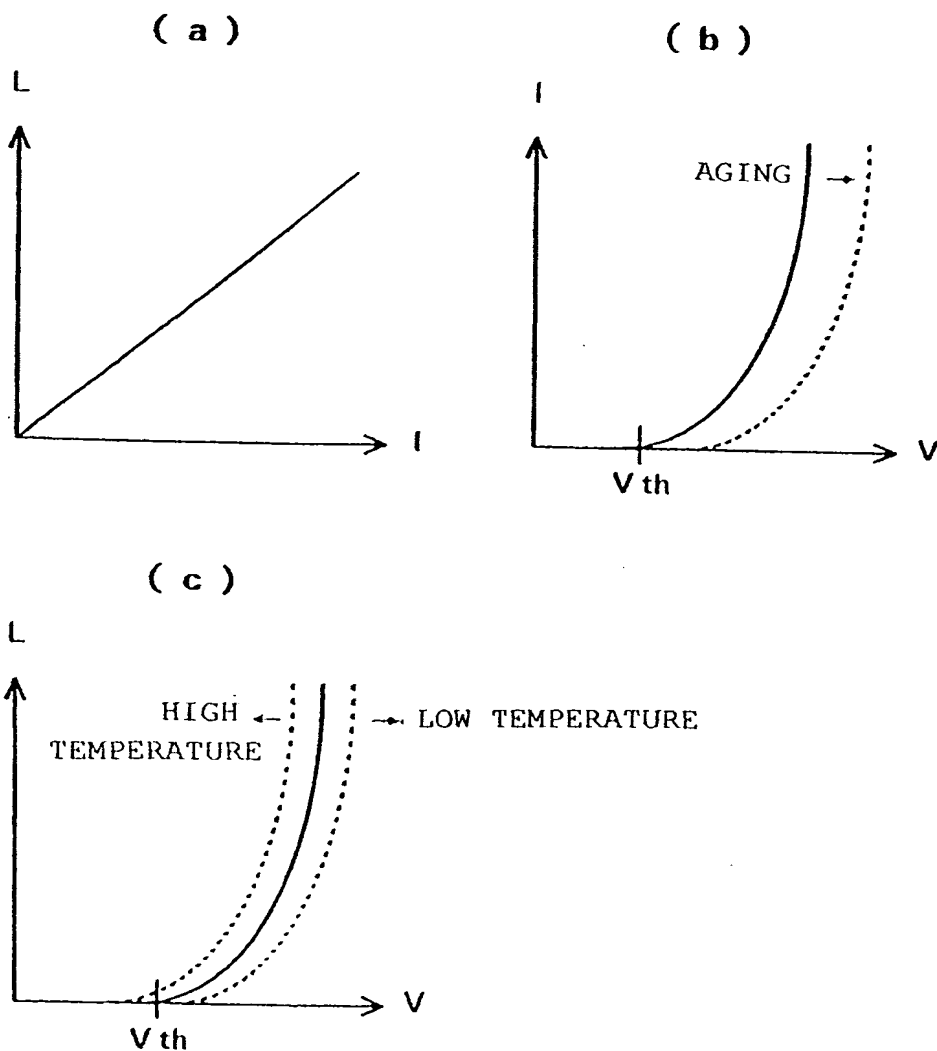 ( a )
L
I
( b )
I
AGING →
V
V th
( c )
L
HIGH ←
TEMPERATURE
→ LOW TEMPERATURE
V
V th